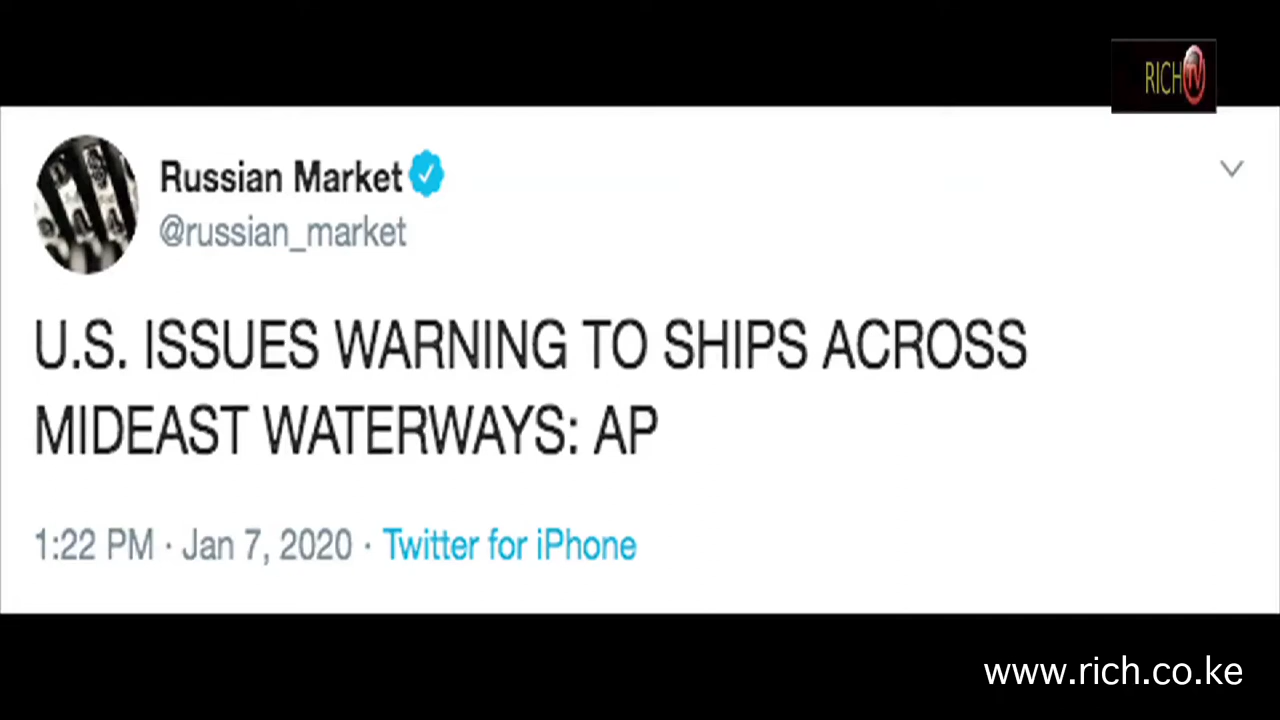 RICH TV
Russian Market
@russian_market
U.S. ISSUES WARNING TO SHIPS ACROSS
MIDEAST WATERWAYS: AP
1:22 PM · Jan 7, 2020 · Twitter for iPhone
www.rich.co.ke